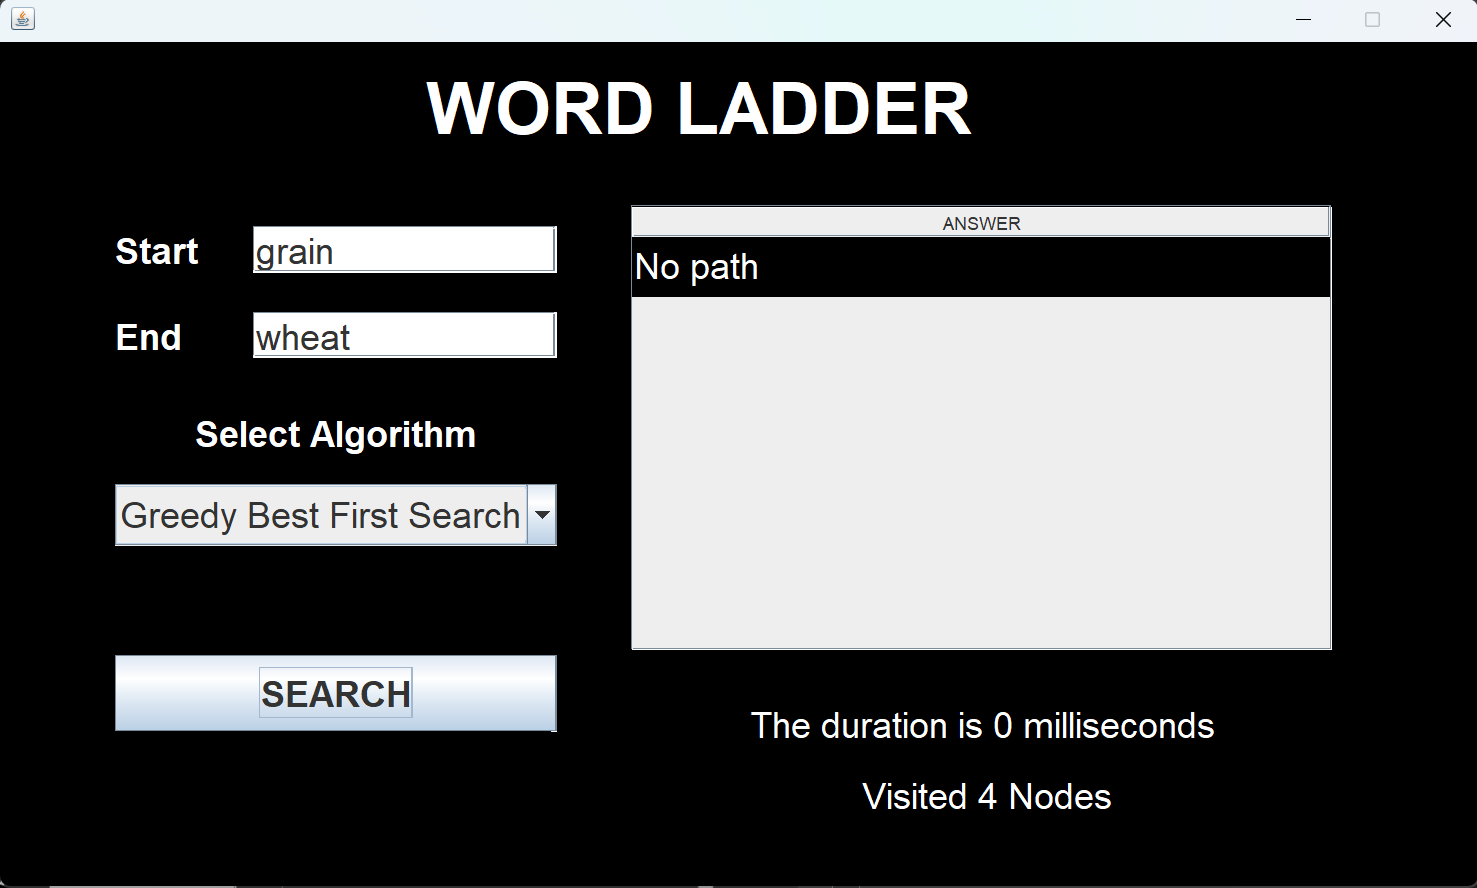 WORD LADDER
Start
grain
End
wheat
Select Algorithm
Greedy Best First Search
SEARCH
ANSWER
No path
The duration is 0 milliseconds
Visited 4 Nodes